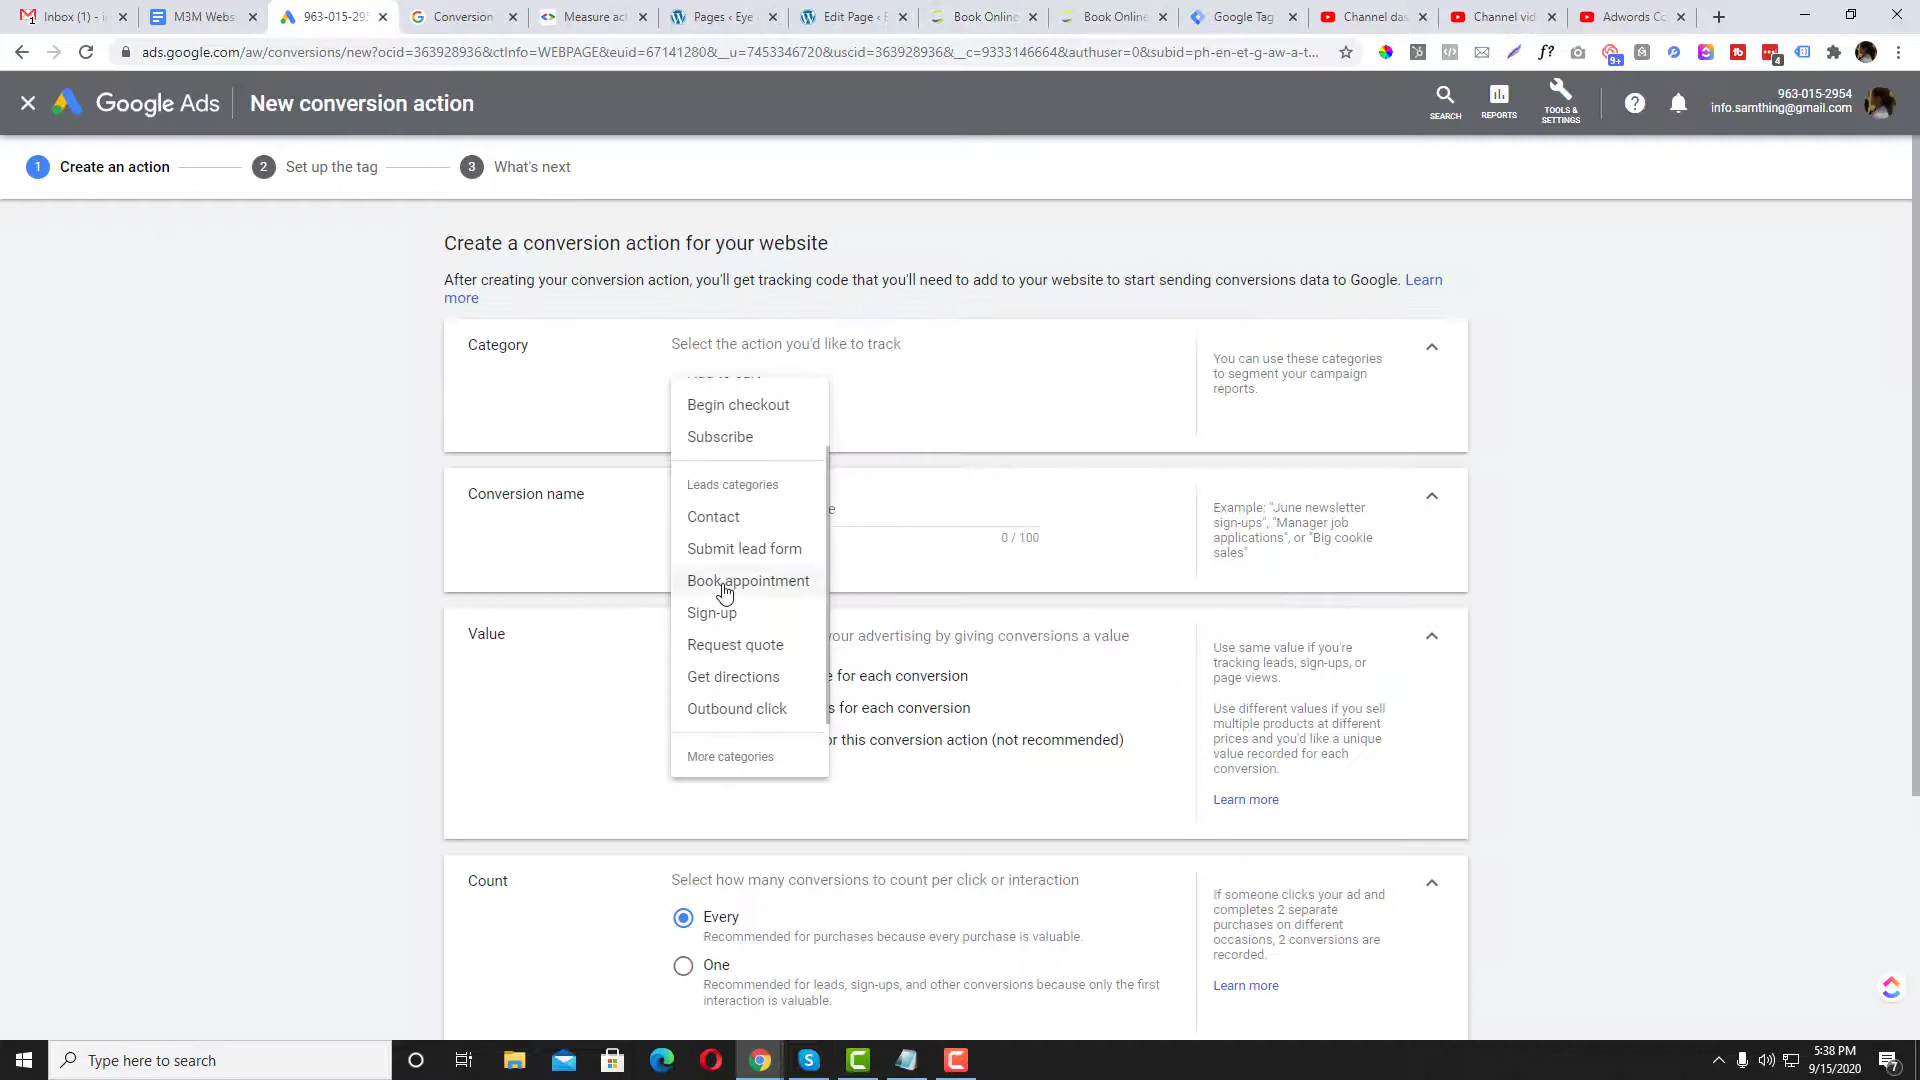 Inbox (1) - i
M3M Webs
963-015-295
Conversion
Measure act
Pages ‹ Eye
Edit Page ‹ E
Book Online
Book Online
Google Tag
Channel das
Channel vid
Adwords Co
ads.google.com/aw/conversions/new?ocid=363928936&ctInfo=WEBPAGE&euid=671412801&__u=7453346720&uscid=363928936&__c=9333146664&authuser=0&subid=ph-en-et-g-aw-a-t...
f?
9+
4
Google Ads
New conversion action
SEARCH
REPORTS
TOOLS & SETTINGS
963-015-2954
info.samthing@gmail.com
1 Create an action
2 Set up the tag
3 What's next
Create a conversion action for your website
After creating your conversion action, you'll get tracking code that you'll need to add to your website to start sending conversions data to Google. Learn
more
Category
Select the action you'd like to track
You can use these categories
to segment your campaign
reports.
Begin checkout
Subscribe
Leads categories
Contact
Submit lead form
Book appointment
Sign-up
Request quote
Get directions
Outbound click
More categories
Conversion name
e
0 / 100
Example: "June newsletter
sign-ups", "Manager job
applications", or "Big cookie
sales"
Value
your advertising by giving conversions a value
e for each conversion
s for each conversion
or this conversion action (not recommended)
Use same value if you're
tracking leads, sign-ups, or
page views.
Use different values if you sell
multiple products at different
prices and you'd like a unique
value recorded for each
conversion.
Learn more
Count
Select how many conversions to count per click or interaction
Every
Recommended for purchases because every purchase is valuable.
One
Recommended for leads, sign-ups, and other conversions because only the first
interaction is valuable.
If someone clicks your ad and
completes 2 separate
purchases on different
occasions, 2 conversions are
recorded.
Learn more
Type here to search
5:38 PM
9/15/2020
7